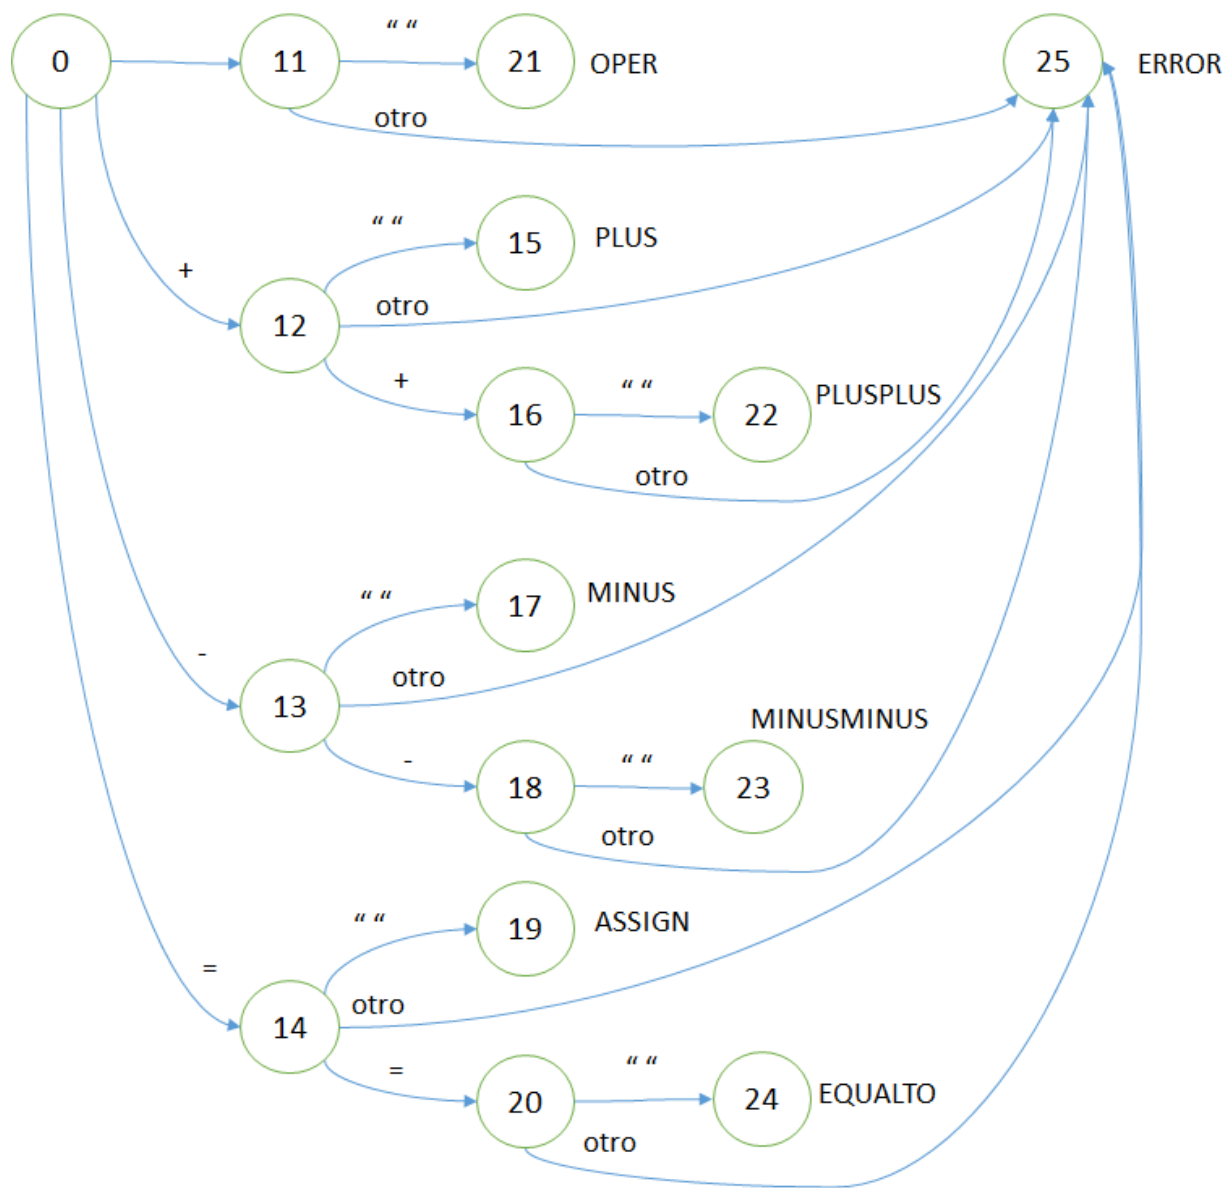 0
11
“ “
21
OPER
25
ERROR
otro
“ “
15
PLUS
+
12
otro
+
16
“ “
22
PLUSPLUS
otro
“ “
17
MINUS
-
13
otro
-
18
“ “
23
MINUSMINUS
otro
“ “
19
ASSIGN
=
14
otro
=
20
“ “
24
EQUALTO
otro